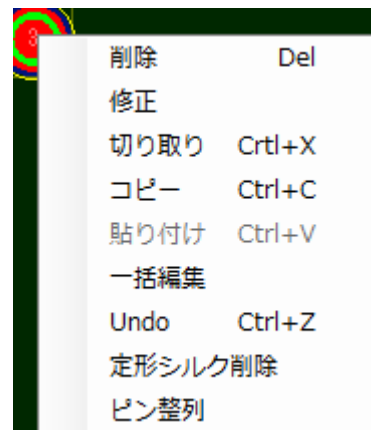 3
削除 Del
修正
切り取り Crtl+X
コピー Ctrl+C
貼り付け Ctrl+V
一括編集
Undo Ctrl+Z
定形シルク削除
ピン整列